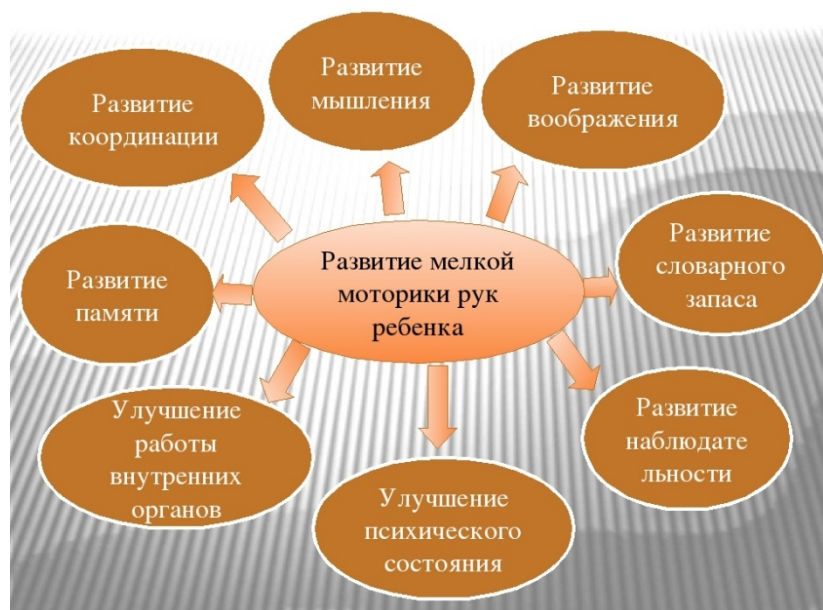 Развитие
координации
Развитие
мышления
Развитие
воображения
Развитие
памяти
Развитие мелкой
моторики рук
ребенка
Развитие
словарного
запаса
Улучшение
работы
внутренних
органов
Улучшение
психического
состояния
Развитие
наблюдате
льности